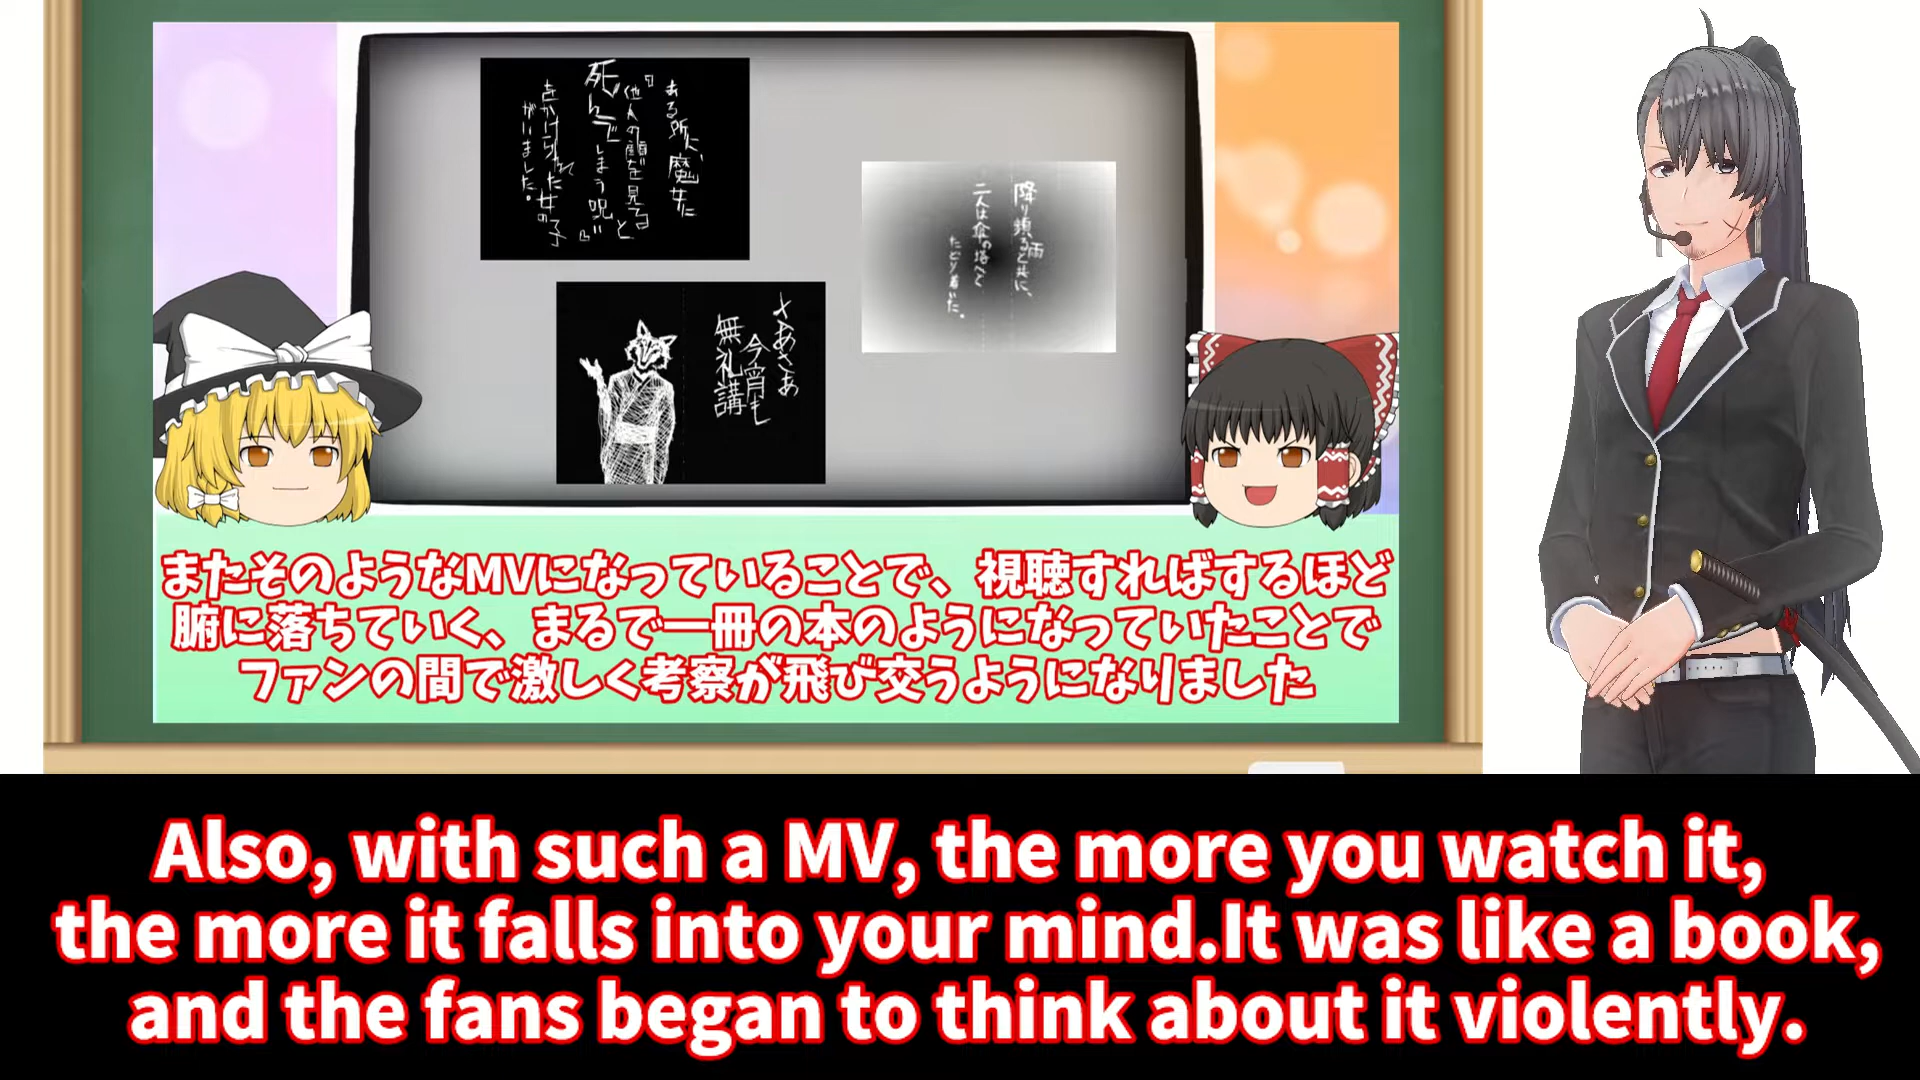 ある所に、魔女に
『他人の顔を見ると
死んでしまう呪い』
をかけられた女の子
がいました。
降り頻る雨と共に、
二人は傘の塔へと
たどり着いた。
さあさぁ
今宵も
無礼講
またそのようなMVになっていることで、視聴すればするほど
腑に落ちていく、まるで一冊の本のようになっていたことで
ファンの間で激しく考察が飛び交うようになりました
Also, with such a MV, the more you watch it,
the more it falls into your mind.It was like a book,
and the fans began to think about it violently.